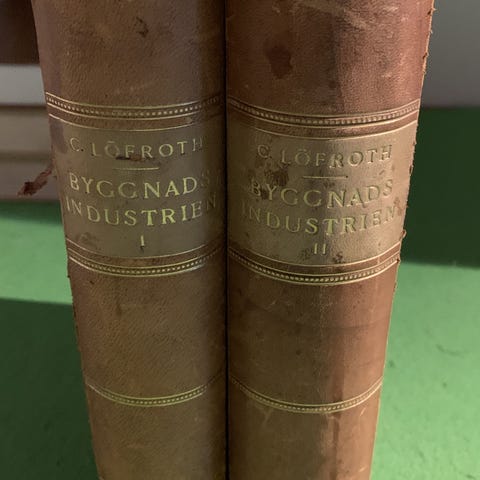 C. LÖFROTH
BYGGNADS
INDUSTRIEN
I
C. LÖFROTH
BYGGNADS
INDUSTRIEN
II